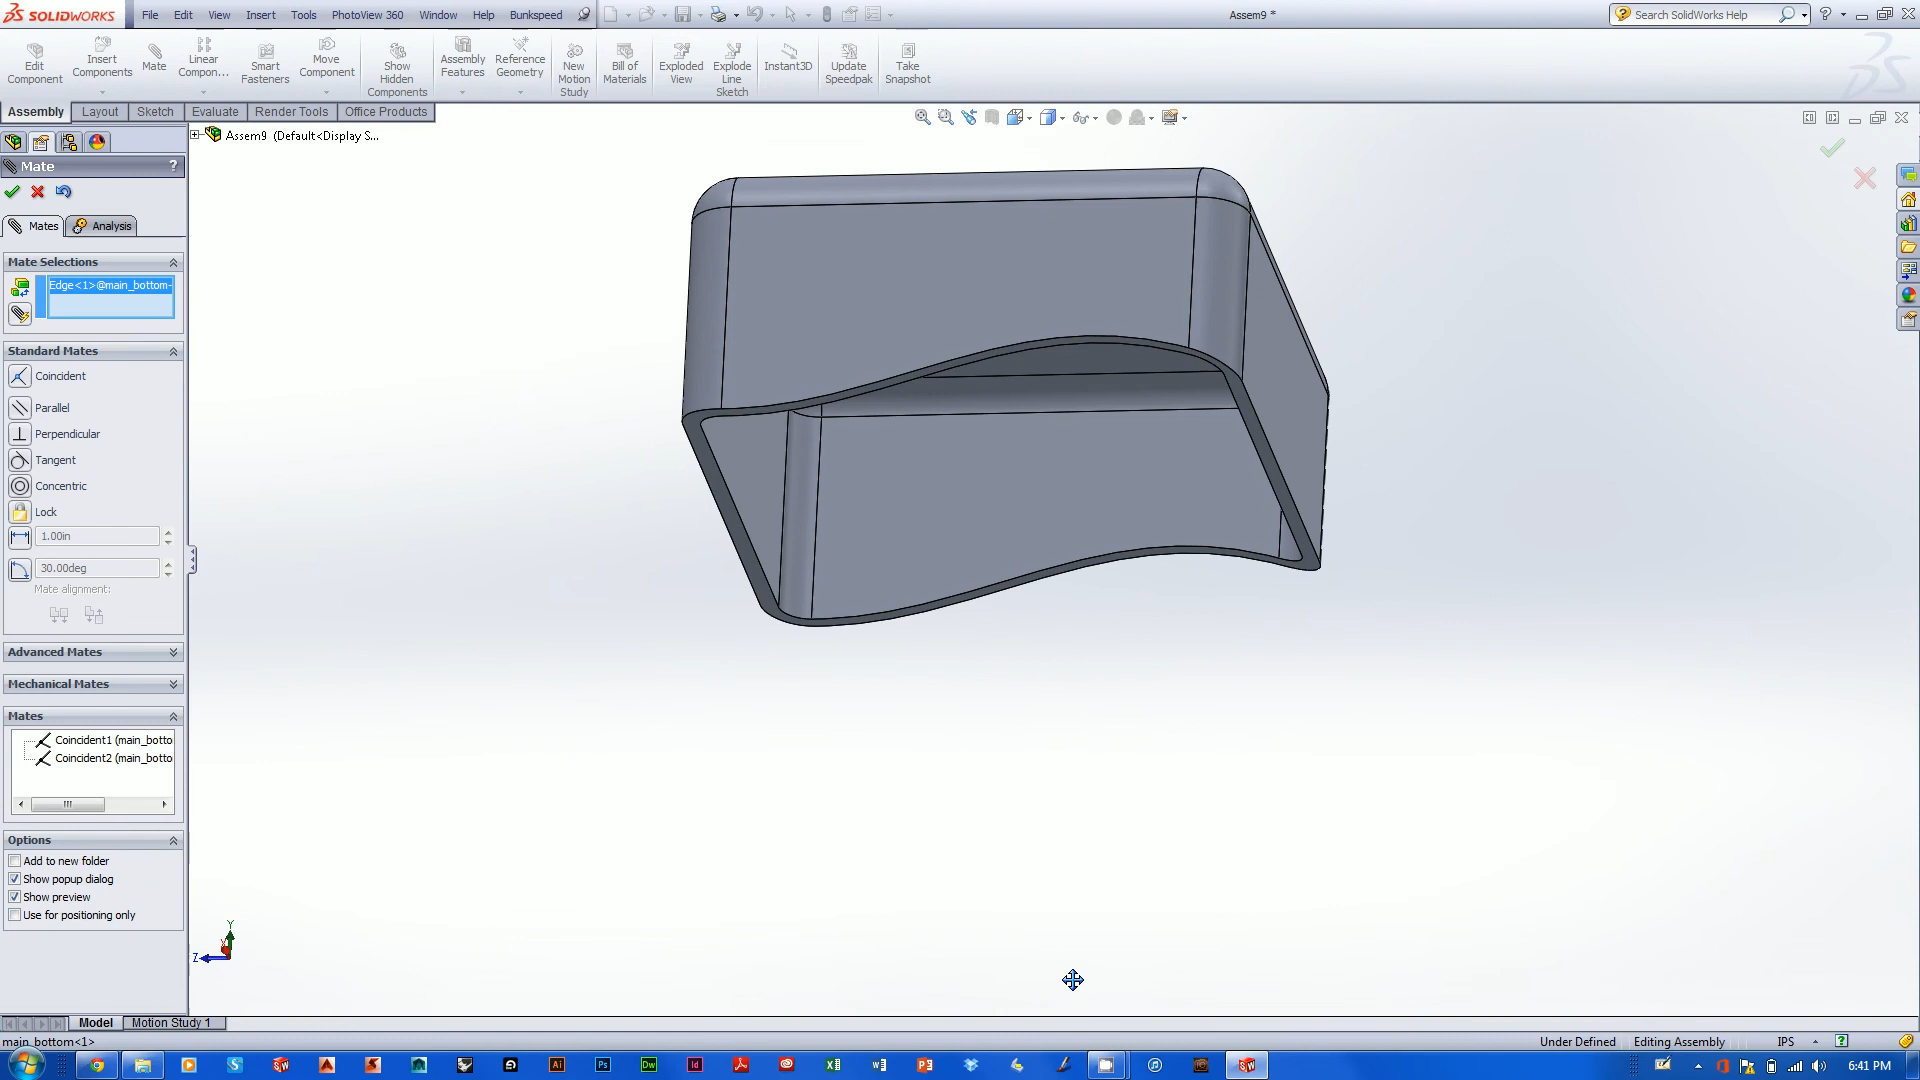 SOLIDWORKS File Edit View Insert Tools PhotoView 360 Window Help Bunkspeed Assem9 * Search SolidWorks Help
Edit Component
Insert Components
Mate
Linear Compon...
Smart Fasteners
Move Component
Show Hidden Components
Assembly Features
Reference Geometry
New Motion Study
Bill of Materials
Exploded View
Explode Line Sketch
Instant3D
Update Speedpak
Take Snapshot
Assembly Layout Sketch Evaluate Render Tools Office Products
Assem9 (Default<Display S...
Mate ?
Mates Analysis
Mate Selections
Edge<1>@main_bottom-
Standard Mates
Coincident
Parallel
Perpendicular
Tangent
Concentric
Lock
1.00in
30.00deg
Mate alignment:
Advanced Mates
Mechanical Mates
Mates
Coincident1 (main_botto
Coincident2 (main_botto
Options
Add to new folder
Show popup dialog
Show preview
Use for positioning only
Y
X
Z
Model Motion Study 1
main_bottom<1> Under Defined Editing Assembly IPS
Ai Ps Dw Id SW 6:41 PM